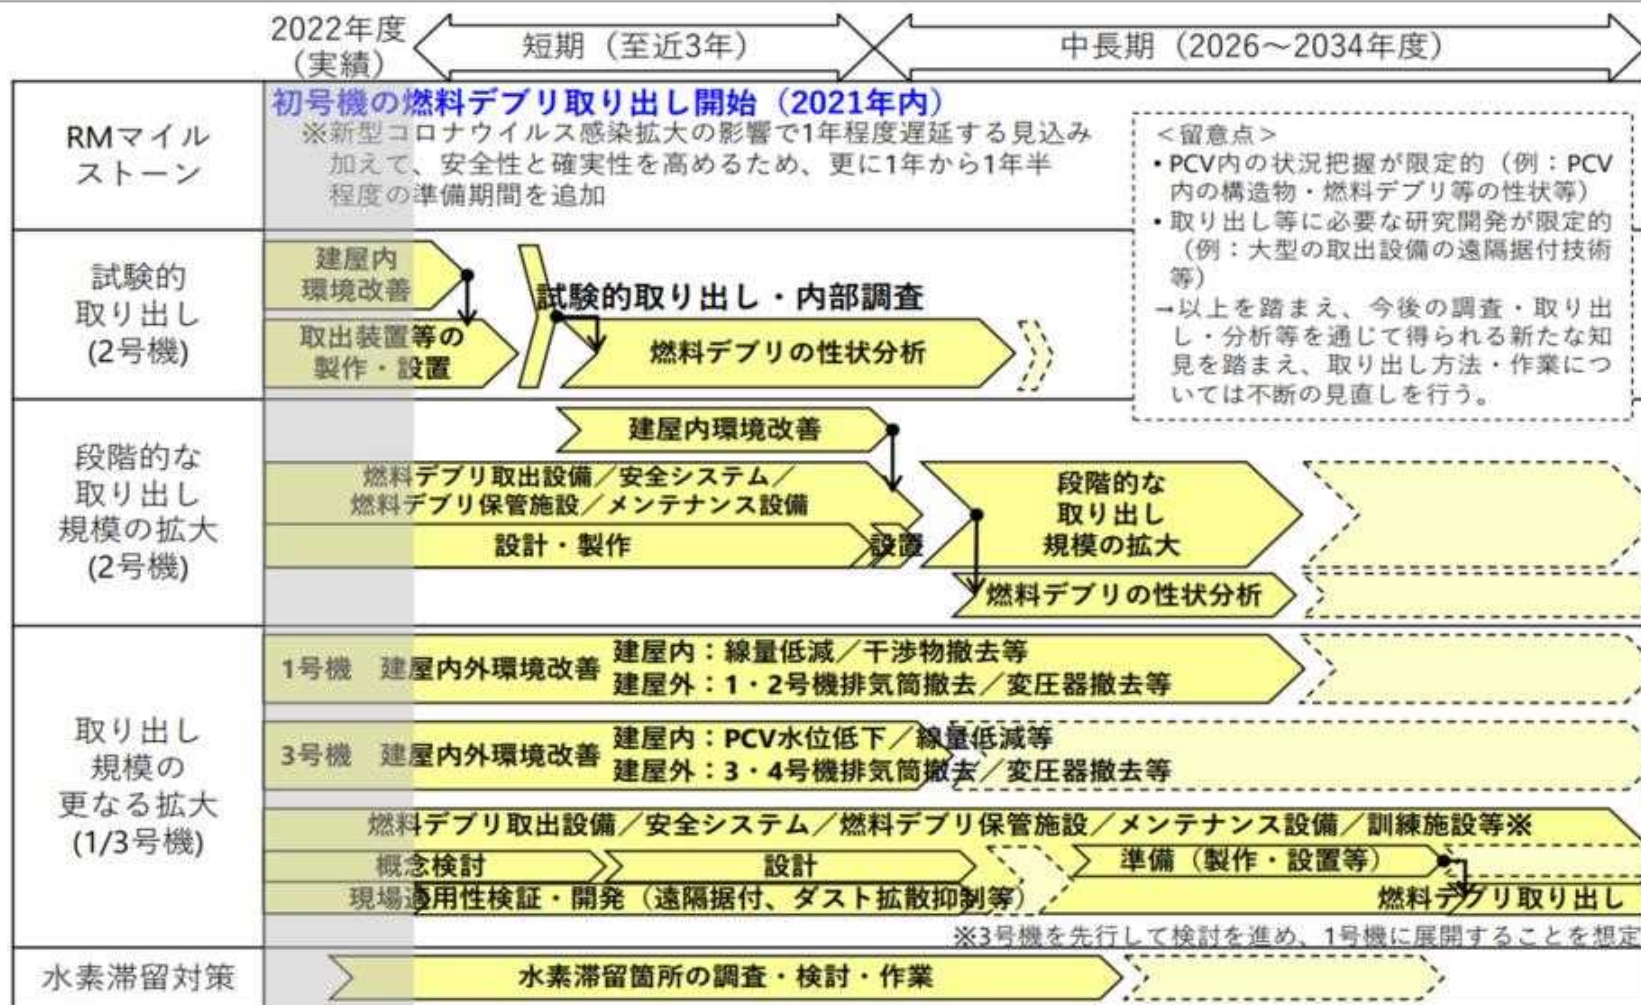 2022年度
(実績)
短期（至近3年）
中長期（2026～2034年度）
RMマイル
ストーン
初号機の燃料デブリ取り出し開始（2021年内）
※新型コロナウイルス感染拡大の影響で1年程度遅延する見込み
加えて、安全性と確実性を高めるため、更に1年から1年半
程度の準備期間を追加
＜留意点＞
・PCV内の状況把握が限定的（例：PCV
内の構造物・燃料デブリ等の性状等）
・取り出し等に必要な研究開発が限定的
（例：大型の取出設備の遠隔据付技術
等）
→以上を踏まえ、今後の調査・取り出
し・分析等を通じて得られる新たな知
見を踏まえ、取り出し方法・作業につ
いては不断の見直しを行う。
試験的
取り出し
(2号機)
建屋内
環境改善
取出装置等の
製作・設置
試験的取り出し・内部調査
燃料デブリの性状分析
段階的な
取り出し
規模の拡大
(2号機)
建屋内環境改善
燃料デブリ取出設備／安全システム／
燃料デブリ保管施設／メンテナンス設備
設計・製作
設置
段階的な
取り出し
規模の拡大
燃料デブリの性状分析
取り出し
規模の
更なる拡大
(1/3号機)
1号機　建屋内外環境改善
建屋内：線量低減／干渉物撤去等
建屋外：1・2号機排気筒撤去／変圧器撤去等
3号機　建屋内外環境改善
建屋内：PCV水位低下／線量低減等
建屋外：3・4号機排気筒撤去／変圧器撤去等
燃料デブリ取出設備／安全システム／燃料デブリ保管施設／メンテナンス設備／訓練施設等※
概念検討
設計
準備（製作・設置等）
現場適用性検証・開発（遠隔据付、ダスト拡散抑制等）
燃料デブリ取り出し
※3号機を先行して検討を進め、1号機に展開することを想定
水素滞留対策
水素滞留箇所の調査・検討・作業